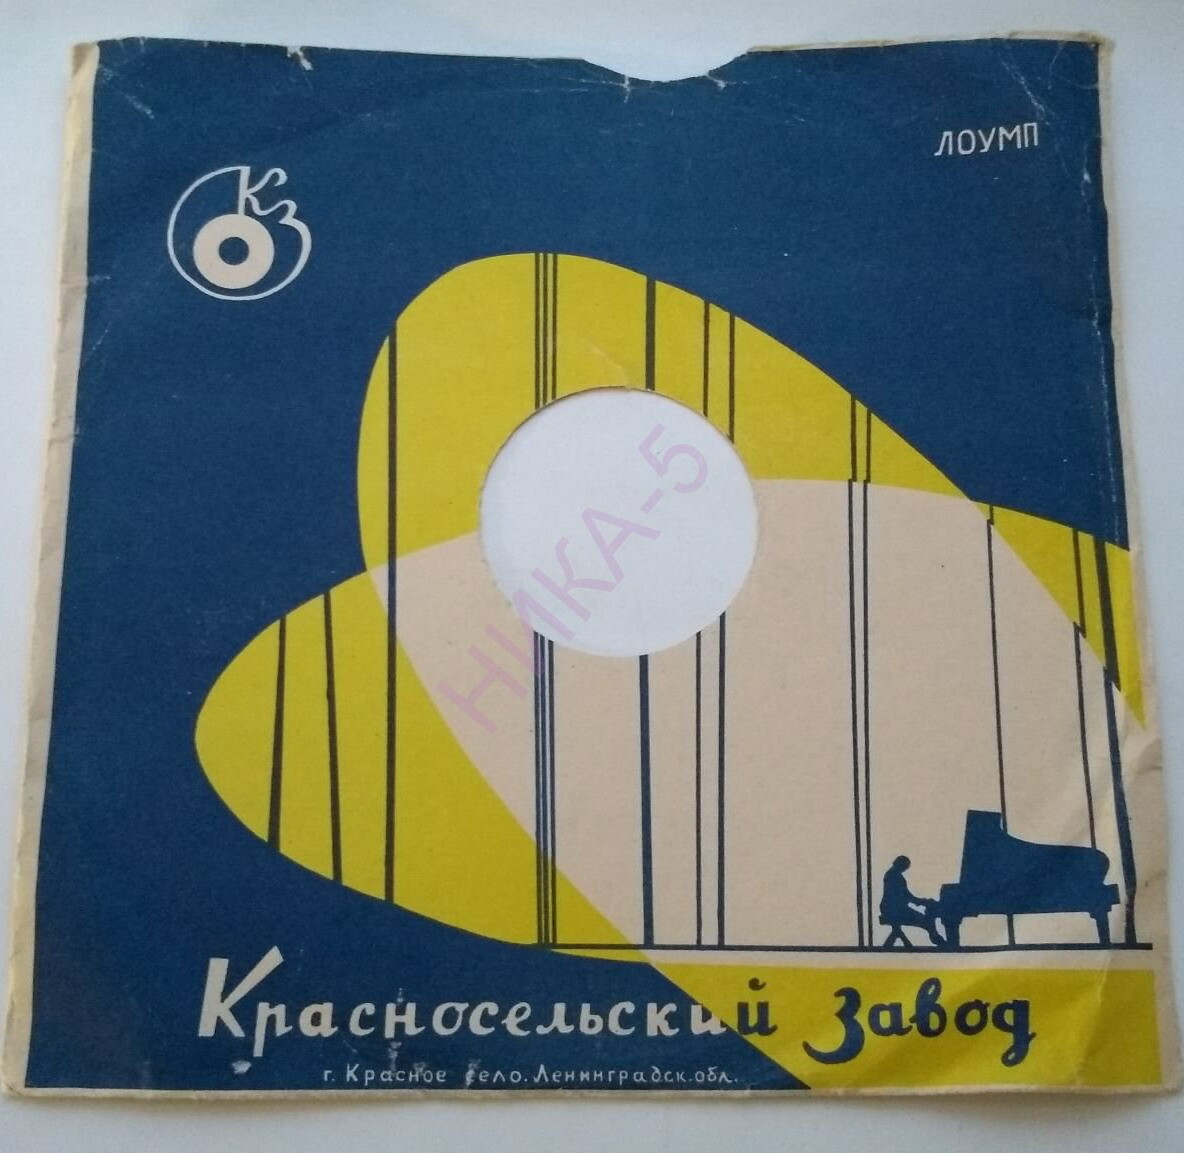 ЛОУМП
КЗ
НИКА-5
Красносельский Завод
г. Красное село. Ленинградск. обл.